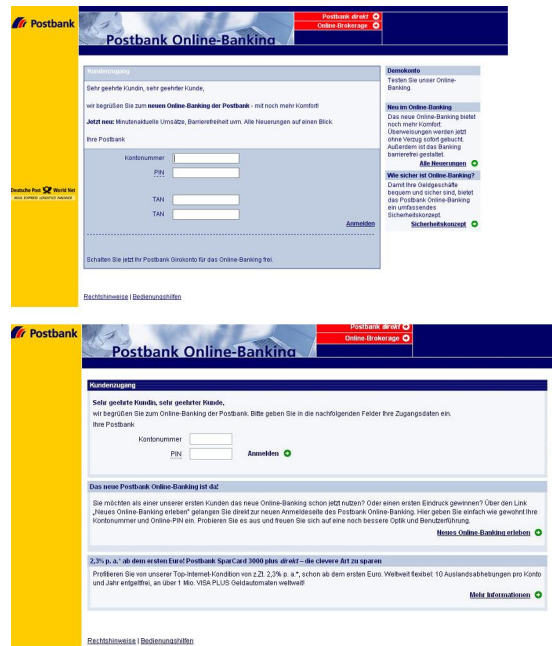 Postbank
Postbank direkt
Online-Brokerage
Postbank Online-Banking
Kundenzugang
Sehr geehrte Kundin, sehr geehrter Kunde,
wir begrüßen Sie zum neuen Online-Banking der Postbank - mit noch mehr Komfort!
Jetzt neu: Minutenaktuelle Umsätze, Barrierefreiheit uvm. Alle Neuerungen auf einen Blick.
Ihre Postbank
Kontonummer
PIN
TAN
TAN
Anmelden
Schalten Sie jetzt Ihr Postbank Girokonto für das Online-Banking frei.
Demokonto
Testen Sie unser Online-
Banking.
Neu im Online-Banking
Das neue Online-Banking bietet
noch mehr Komfort:
Überweisungen werden jetzt
ohne Verzug sofort gebucht.
Außerdem ist das Banking
barrierefrei gestaltet.
Alle Neuerungen
Wie sicher ist Online-Banking?
Damit Ihre Geldgeschäfte
bequem und sicher sind, bietet
das Postbank Online-Banking
ein umfassendes
Sicherheitskonzept.
Sicherheitskonzept
Deutsche Post World Net
MAIL EXPRESS LOGISTICS FINANCE
Rechtshinweise | Bedienungshilfen
Postbank
Postbank direkt
Online-Brokerage
Postbank Online-Banking
Kundenzugang
Sehr geehrte Kundin, sehr geehrter Kunde,
wir begrüßen Sie zum Online-Banking der Postbank. Bitte geben Sie in die nachfolgenden Felder Ihre Zugangsdaten ein.
Ihre Postbank
Kontonummer
PIN
Anmelden
Das neue Postbank Online-Banking ist da!
Sie möchten als einer unserer ersten Kunden das neue Online-Banking schon jetzt nutzen? Oder einen ersten Eindruck gewinnen? Über den Link
„Neues Online-Banking erleben" gelangen Sie direkt zur neuen Anmeldeseite des Postbank Online-Banking. Hier geben Sie einfach wie gewohnt Ihre
Kontonummer und Online-PIN ein. Probieren Sie es aus und freuen Sie sich auf eine noch bessere Optik und Benutzerführung.
Neues Online-Banking erleben
2,3% p. a.* ab dem ersten Euro! Postbank SparCard 3000 plus direkt – die clevere Art zu sparen
Profitieren Sie von unserer Top-Internet-Kondition von z.Zt. 2,3% p. a.*, schon ab dem ersten Euro. Weltweit flexibel: 10 Auslandsabhebungen pro Konto
und Jahr entgeltfrei, an über 1 Mio. VISA PLUS Geldautomaten weltweit!
Mehr Informationen
Rechtshinweise | Bedienungshilfen